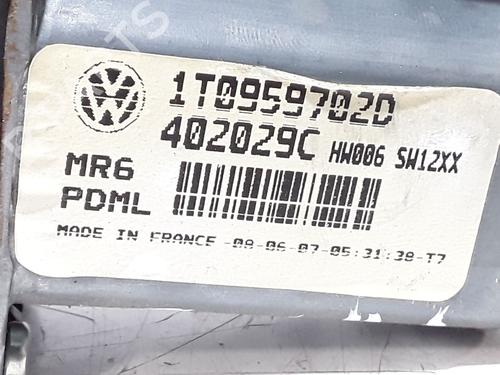 1T0959702D
402029C HW006 SW12XX
MR6
PDML
MADE IN FRANCE -08-06-07-05:31:38-T7